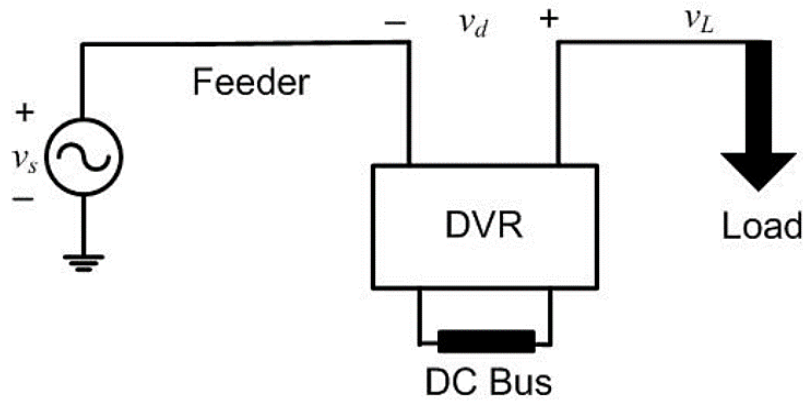 − v_d + v_L
Feeder
+
v_s
−
DVR
Load
DC Bus